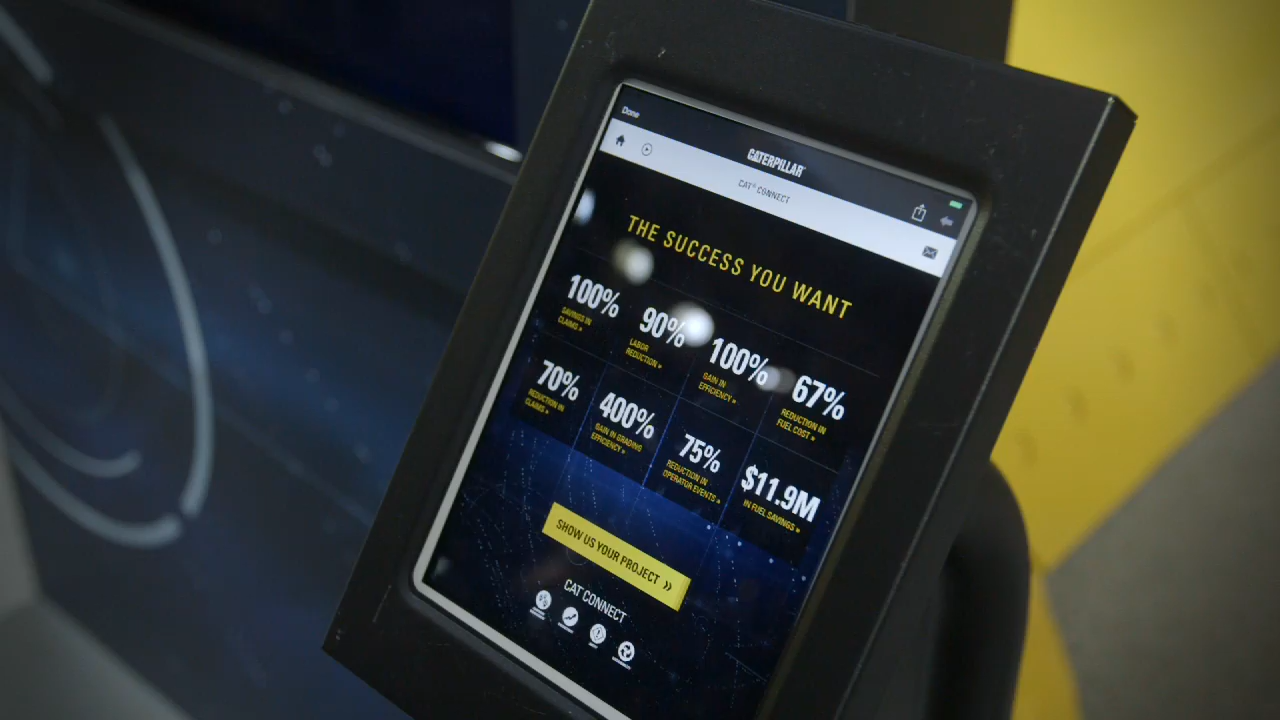 Done
CATERPILLAR
CAT® CONNECT
THE SUCCESS YOU WANT
100%
SAVINGS IN
CLAIMS »
90%
LABOR
REDUCTION »
100%
GAIN IN
EFFICIENCY »
67%
REDUCTION IN
FUEL COST »
70%
REDUCTION IN
CLAIMS »
400%
GAIN IN GRADING
EFFICIENCY »
75%
REDUCTION IN
OPERATOR EVENTS »
$11.9M
IN FUEL SAVINGS »
SHOW US YOUR PROJECT »
CAT CONNECT